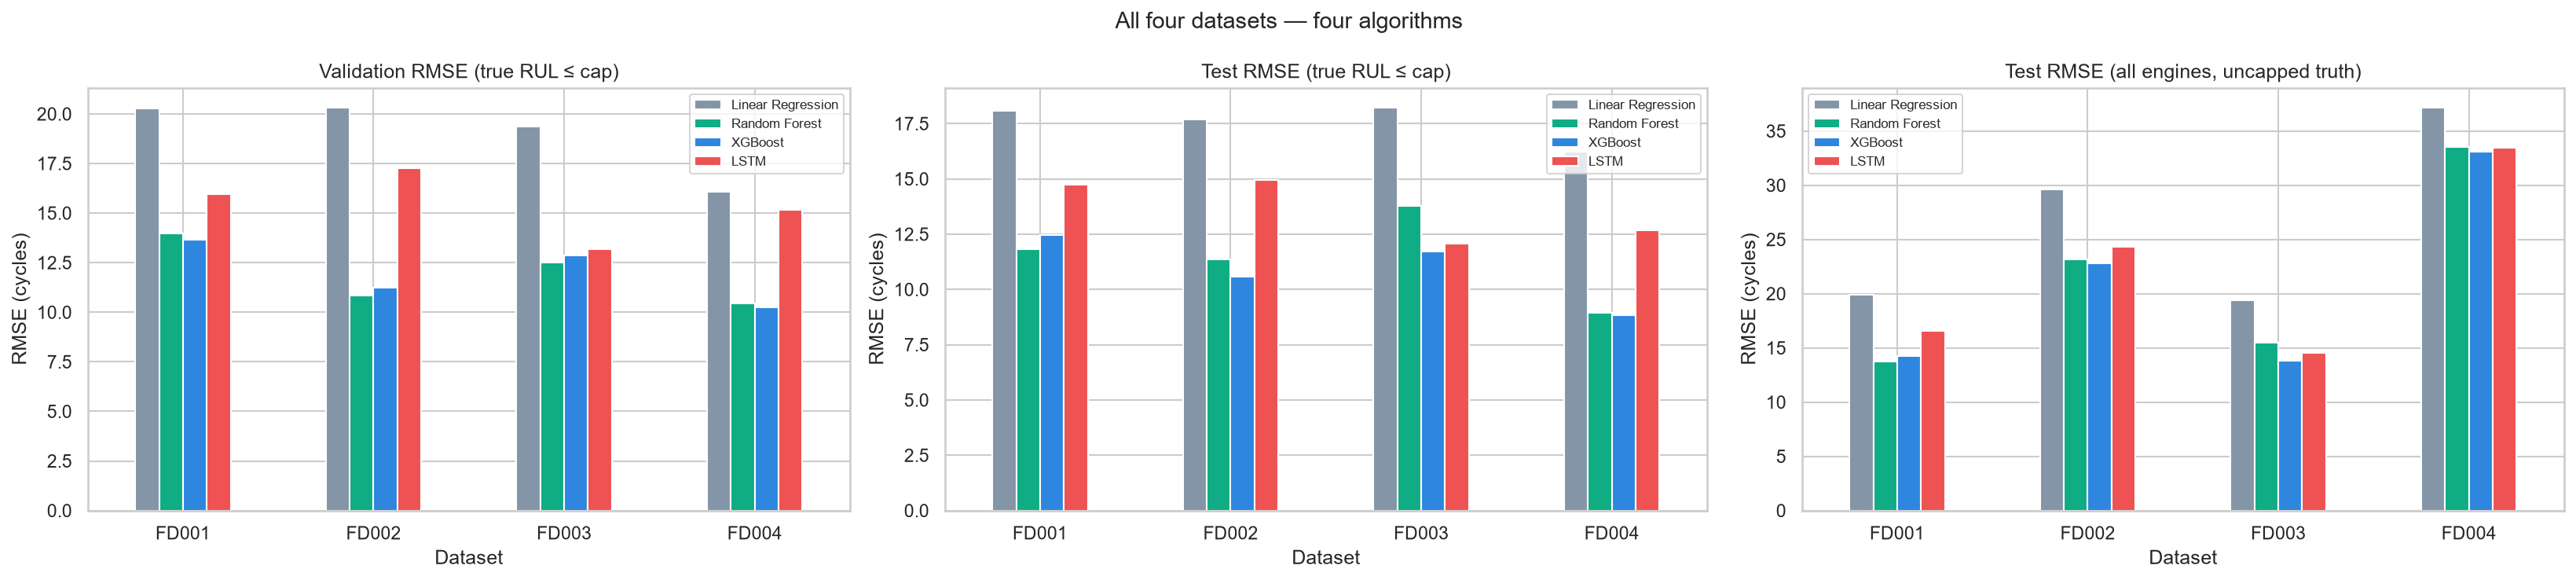 All four datasets — four algorithms
Validation RMSE (true RUL ≤ cap)
RMSE (cycles)
20.0
17.5
15.0
12.5
10.0
7.5
5.0
2.5
0.0
Linear Regression
Random Forest
XGBoost
LSTM
FD001
FD002
FD003
FD004
Dataset
Test RMSE (true RUL ≤ cap)
RMSE (cycles)
17.5
15.0
12.5
10.0
7.5
5.0
2.5
0.0
Linear Regression
Random Forest
XGBoost
LSTM
FD001
FD002
FD003
FD004
Dataset
Test RMSE (all engines, uncapped truth)
RMSE (cycles)
35
30
25
20
15
10
5
0
Linear Regression
Random Forest
XGBoost
LSTM
FD001
FD002
FD003
FD004
Dataset